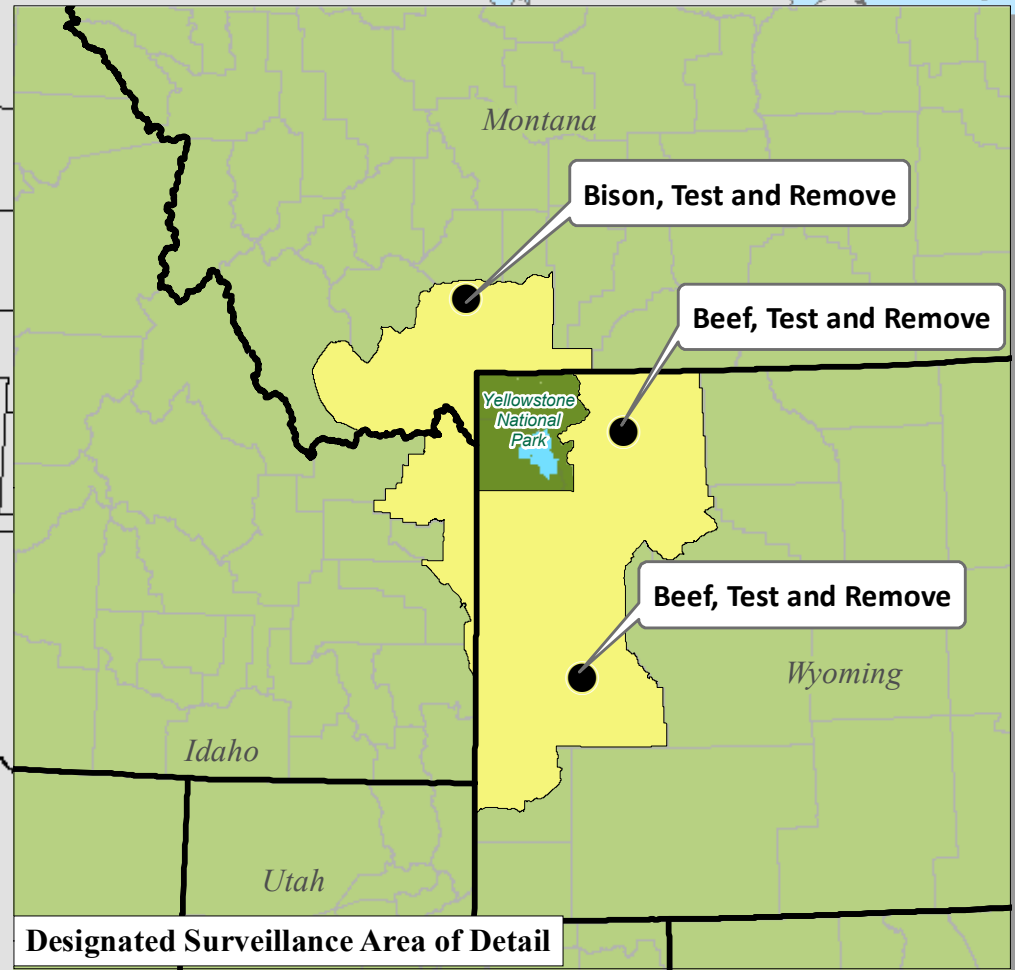 Montana
Bison, Test and Remove
Beef, Test and Remove
Yellowstone
National
Park
Beef, Test and Remove
Wyoming
Idaho
Utah
Designated Surveillance Area of Detail